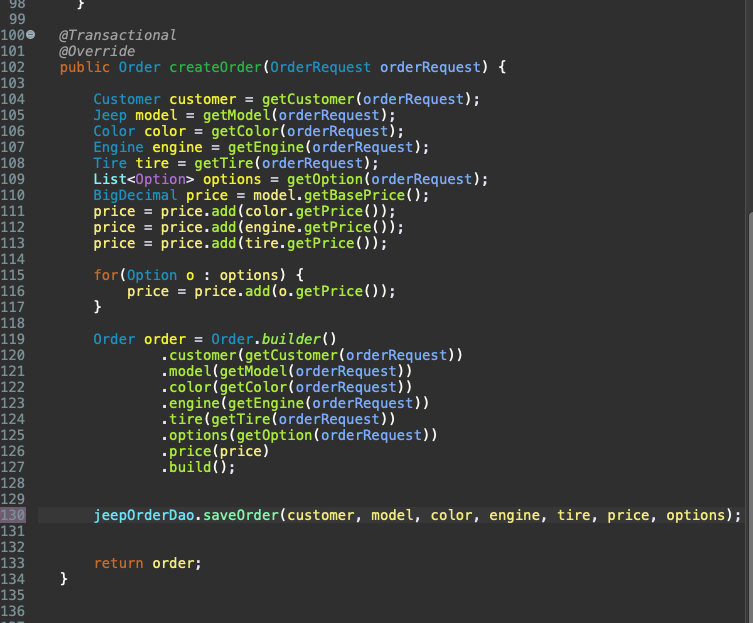 98 }
99
100 @Transactional
101 @Override
102 public Order createOrder(OrderRequest orderRequest) {
103
104 Customer customer = getCustomer(orderRequest);
105 Jeep model = getModel(orderRequest);
106 Color color = getColor(orderRequest);
107 Engine engine = getEngine(orderRequest);
108 Tire tire = getTire(orderRequest);
109 List<Option> options = getOption(orderRequest);
110 BigDecimal price = model.getBasePrice();
111 price = price.add(color.getPrice());
112 price = price.add(engine.getPrice());
113 price = price.add(tire.getPrice());
114
115 for(Option o : options) {
116 price = price.add(o.getPrice());
117 }
118
119 Order order = Order.builder()
120 .customer(getCustomer(orderRequest))
121 .model(getModel(orderRequest))
122 .color(getColor(orderRequest))
123 .engine(getEngine(orderRequest))
124 .tire(getTire(orderRequest))
125 .options(getOption(orderRequest))
126 .price(price)
127 .build();
128
129
130 jeepOrderDao.saveOrder(customer, model, color, engine, tire, price, options);
131
132
133 return order;
134 }
135
136